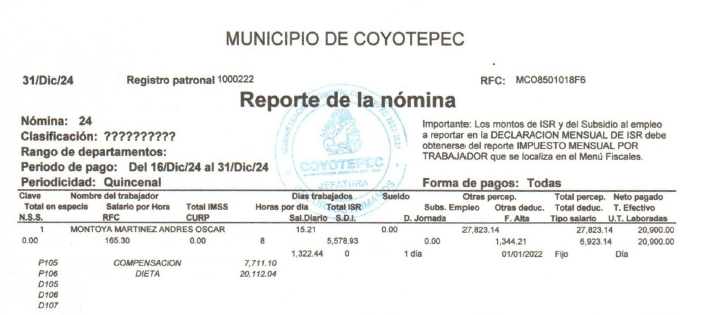 MUNICIPIO DE COYOTEPEC
31/Dic/24 Registro patronal 1000222 RFC: MCO8501018F6
Reporte de la nómina
Nómina: 24
Clasificación: ??????????
Rango de departamentos:
Periodo de pago: Del 16/Dic/24 al 31/Dic/24
Periodicidad: Quincenal
Importante: Los montos de ISR y del Subsidio al empleo
a reportar en la DECLARACION MENSUAL DE ISR debe
obtenerse del reporte IMPUESTO MENSUAL POR
TRABAJADOR que se localiza en el Menú Fiscales.
Forma de pagos: Todas
COYOTEPEC
JEFATURA
Clave Nombre del trabajador Días trabajados Sueldo Otras percep. Total percep. Neto pagado
Total en especie Salario por Hora Total IMSS Horas por día Total ISR Subs. Empleo Otras deduc. Total deduc. T. Efectivo
N.S.S. RFC CURP Sal.Diario S.D.I. D. Jornada F. Alta Tipo salario U.T. Laboradas
1 MONTOYA MARTINEZ ANDRES OSCAR 15.21 0.00 27,823.14 27,823.14 20,900.00
0.00 165.30 0.00 8 5,578.93 0.00 1,344.21 6,923.14 20,900.00
1,322.44 0 1 día 01/01/2022 Fijo Día
P105 COMPENSACION 7,711.10
P106 DIETA 20,112.04
D105
D106
D107